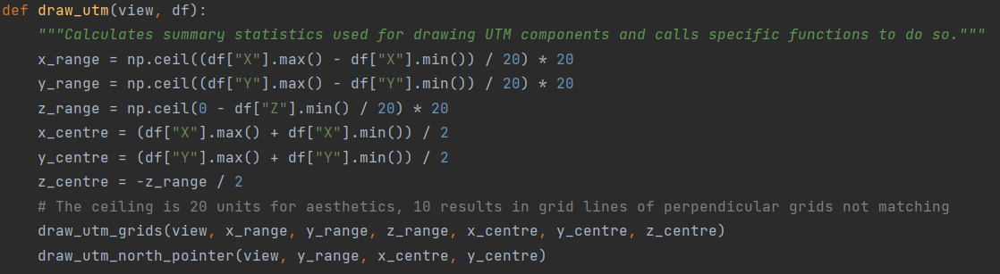 def draw_utm(view, df):
    """Calculates summary statistics used for drawing UTM components and calls specific functions to do so."""
    x_range = np.ceil((df["X"].max() - df["X"].min()) / 20) * 20
    y_range = np.ceil((df["Y"].max() - df["Y"].min()) / 20) * 20
    z_range = np.ceil(0 - df["Z"].min() / 20) * 20
    x_centre = (df["X"].max() + df["X"].min()) / 2
    y_centre = (df["Y"].max() + df["Y"].min()) / 2
    z_centre = -z_range / 2
    # The ceiling is 20 units for aesthetics, 10 results in grid lines of perpendicular grids not matching
    draw_utm_grids(view, x_range, y_range, z_range, x_centre, y_centre, z_centre)
    draw_utm_north_pointer(view, y_range, x_centre, y_centre)